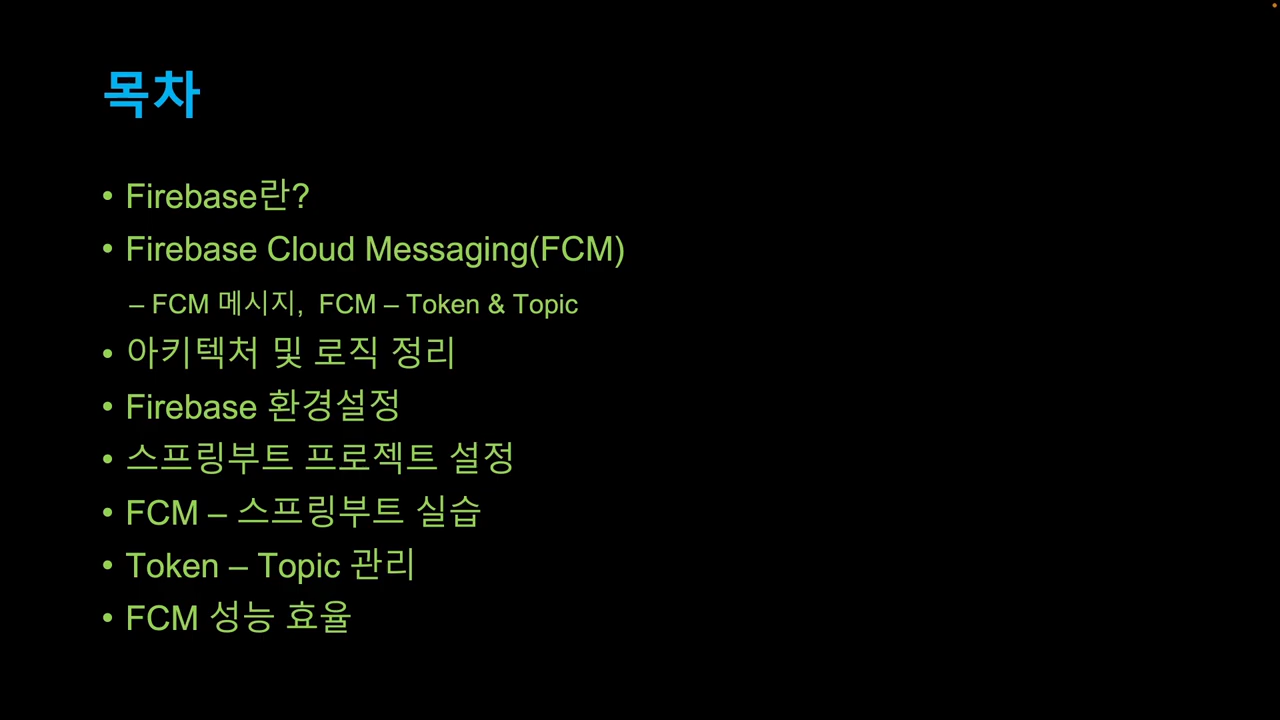 목차
• Firebase란?
• Firebase Cloud Messaging(FCM)
– FCM 메시지, FCM – Token & Topic
• 아키텍처 및 로직 정리
• Firebase 환경설정
• 스프링부트 프로젝트 설정
• FCM – 스프링부트 실습
• Token – Topic 관리
• FCM 성능 효율